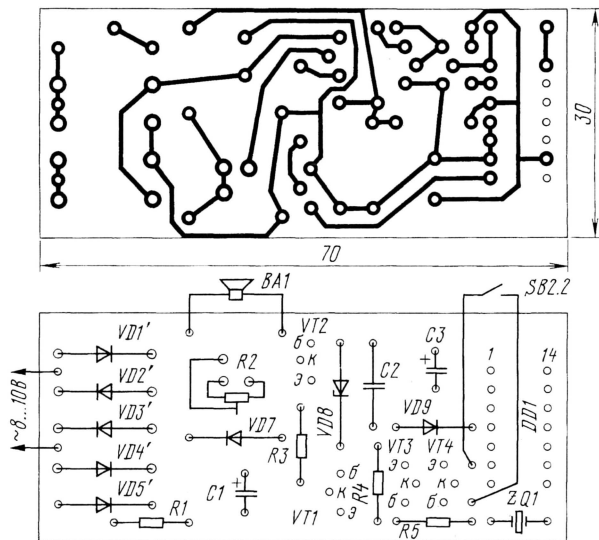 30
70
BA1
SB2.2
VD1'
VT2
б
к
э
C3
+
1
14
VD2'
R2
C2
~8...10В
VD3'
VD8
VD9
DD1
VD7
R3
VT3
VT4
VD4'
б
к
э
R4
э
к
б
э
к
б
C1
+
VD5'
R1
VT1
R5
ZQ1